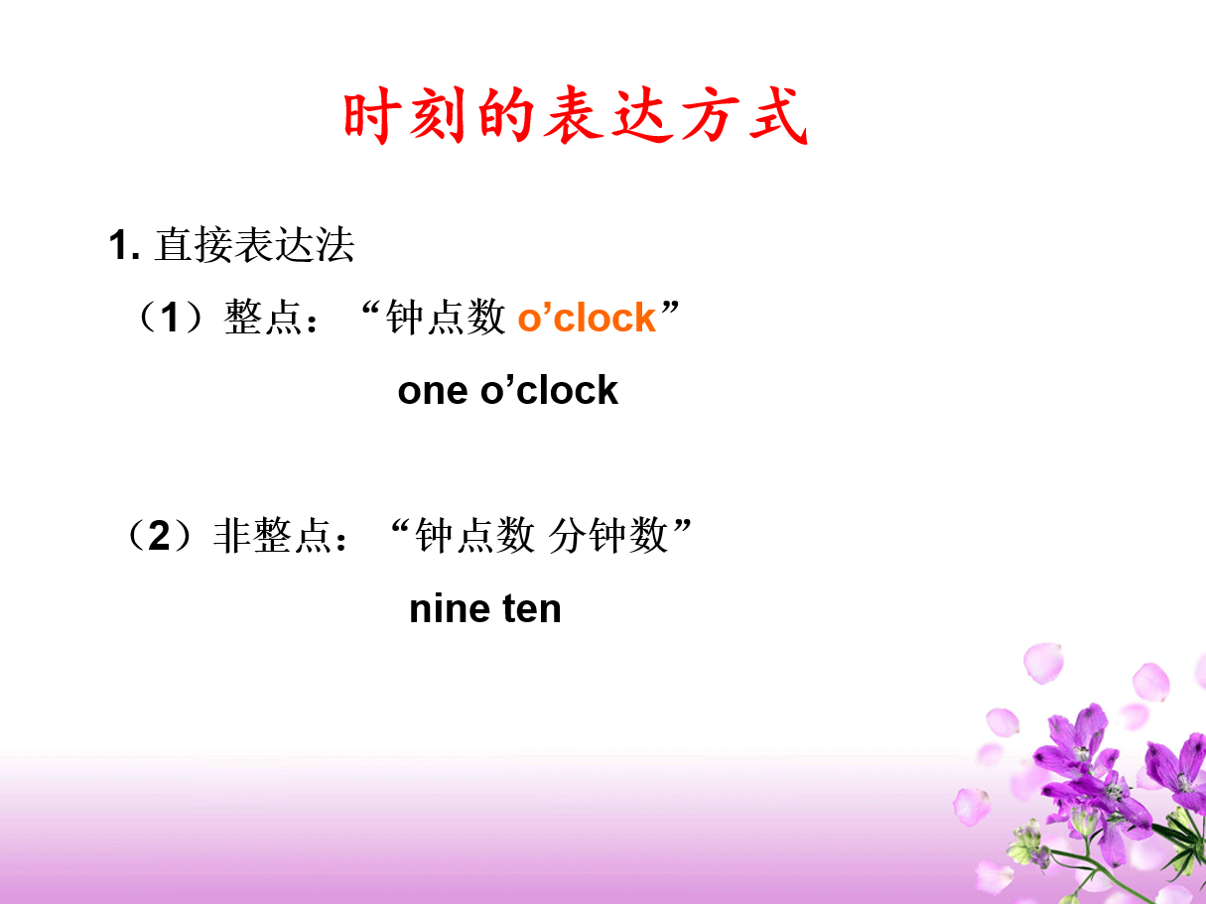 时刻的表达方式
1. 直接表达法
（1）整点：“钟点数 o’clock”
one o’clock
（2）非整点：“钟点数 分钟数”
nine ten